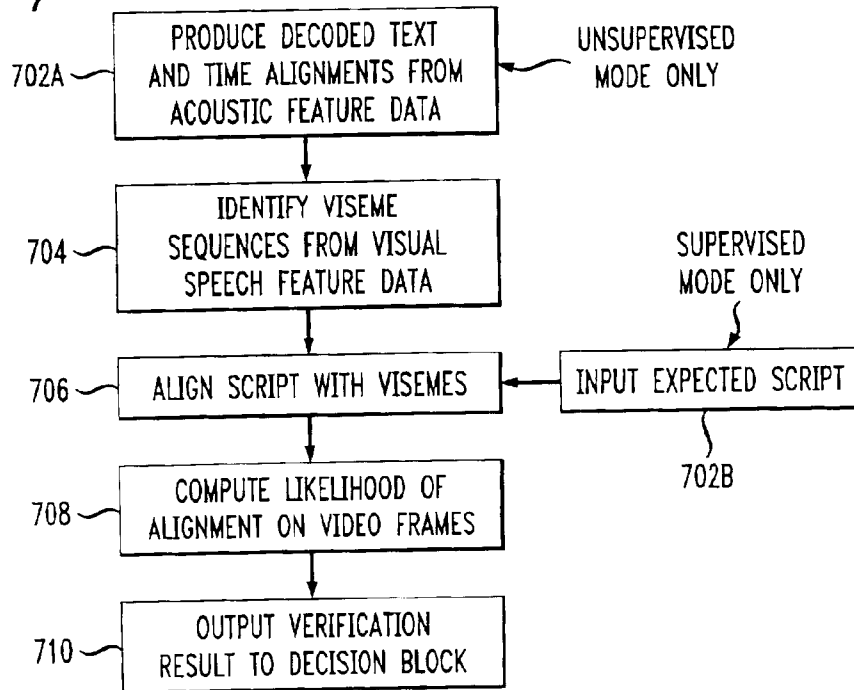 702A
PRODUCE DECODED TEXT
AND TIME ALIGNMENTS FROM
ACOUSTIC FEATURE DATA
UNSUPERVISED
MODE ONLY
704
IDENTIFY VISEME
SEQUENCES FROM VISUAL
SPEECH FEATURE DATA
SUPERVISED
MODE ONLY
706
ALIGN SCRIPT WITH VISEMES
INPUT EXPECTED SCRIPT
702B
708
COMPUTE LIKELIHOOD OF
ALIGNMENT ON VIDEO FRAMES
710
OUTPUT VERIFICATION
RESULT TO DECISION BLOCK